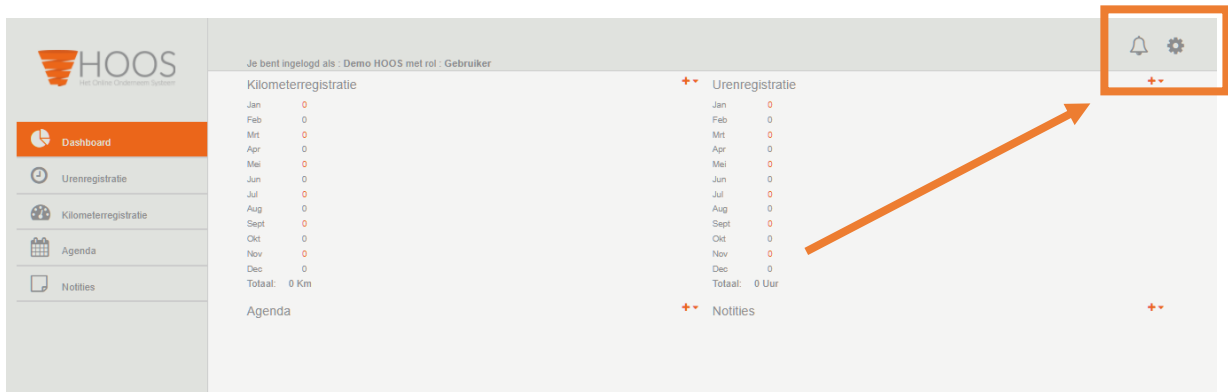 HOOS
Het Online Ondernemers Systeem
Je bent ingelogd als : Demo HOOS met rol : Gebruiker
Dashboard
Urenregistratie
Kilometerregistratie
Agenda
Notities
Kilometerregistratie
Jan 0
Feb 0
Mrt 0
Apr 0
Mei 0
Jun 0
Jul 0
Aug 0
Sept 0
Okt 0
Nov 0
Dec 0
Totaal: 0 Km
Urenregistratie
Jan 0
Feb 0
Mrt 0
Apr 0
Mei 0
Jun 0
Jul 0
Aug 0
Sept 0
Okt 0
Nov 0
Dec 0
Totaal: 0 Uur
Agenda
Notities